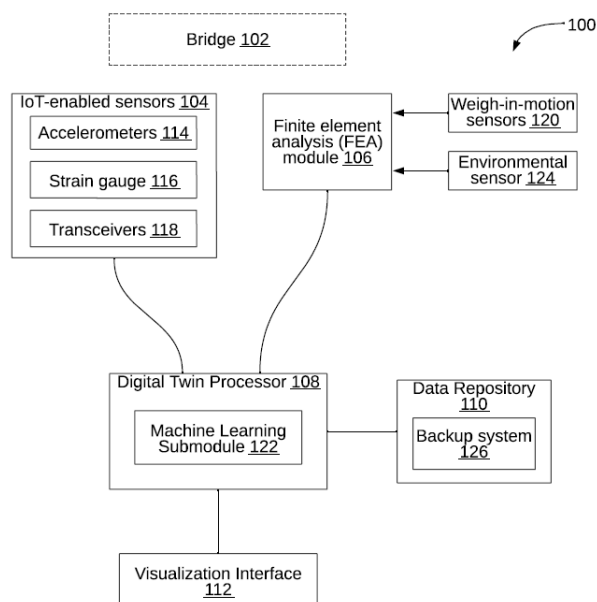 100
Bridge 102
IoT-enabled sensors 104
Accelerometers 114
Strain gauge 116
Transceivers 118
Finite element
analysis (FEA)
module 106
Weigh-in-motion
sensors 120
Environmental
sensor 124
Digital Twin Processor 108
Machine Learning
Submodule 122
Data Repository
110
Backup system
126
Visualization Interface
112